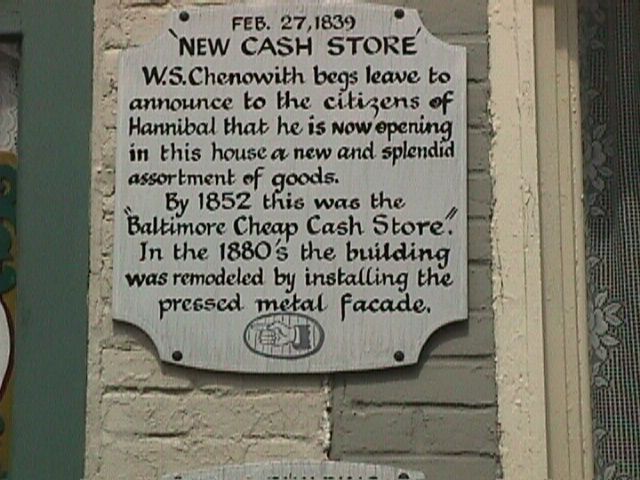 FEB. 27, 1839
"NEW CASH STORE"
W.S. Chenowith begs leave to
announce to the citizens of
Hannibal that he is now opening
in this house a new and splendid
assortment of goods.
By 1852 this was the
"Baltimore Cheap Cash Store".
In the 1880's the building
was remodeled by installing the
pressed metal facade.